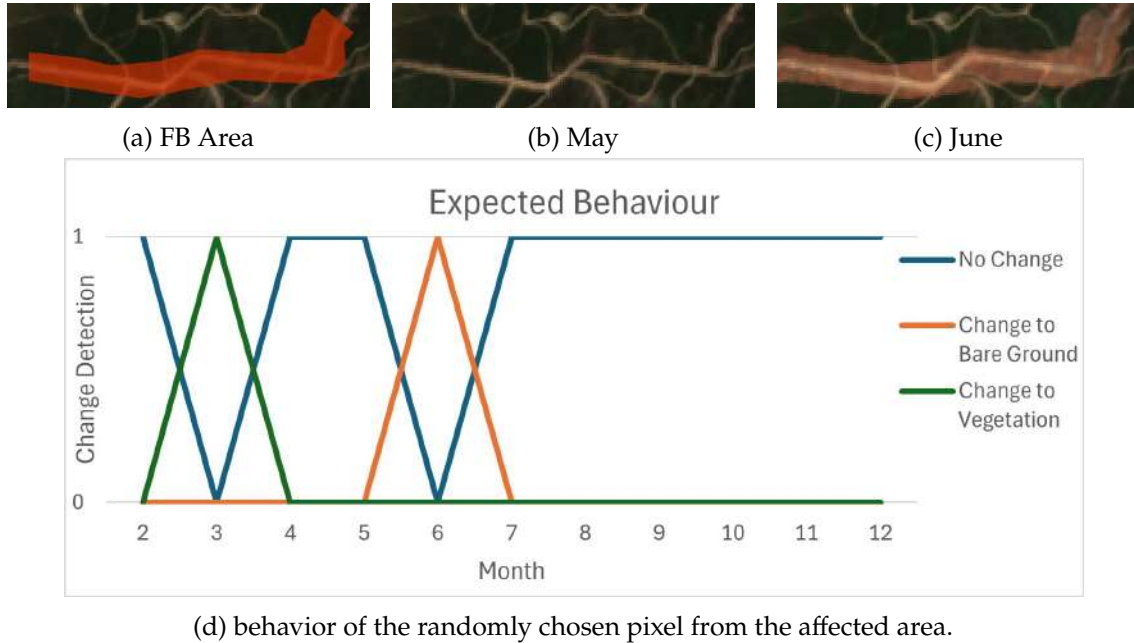 (a) FB Area
(b) May
(c) June
Expected Behaviour
1
0
Change Detection
2 3 4 5 6 7 8 9 10 11 12
Month
No Change
Change to
Bare Ground
Change to
Vegetation
(d) behavior of the randomly chosen pixel from the affected area.